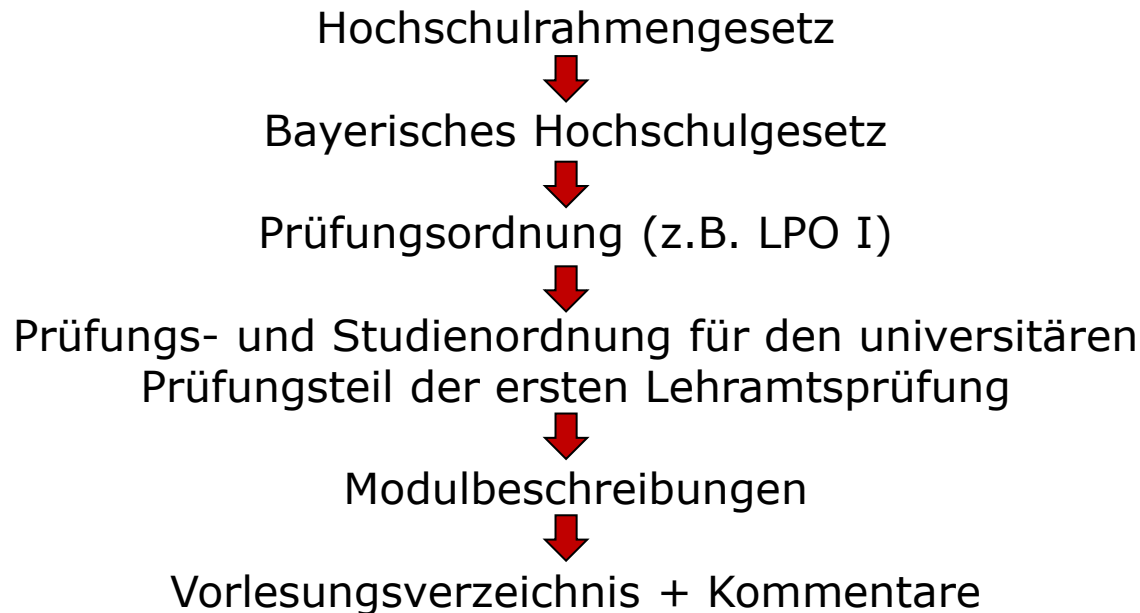 Hochschulrahmengesetz
Bayerisches Hochschulgesetz
Prüfungsordnung (z.B. LPO I)
Prüfungs- und Studienordnung für den universitären
Prüfungsteil der ersten Lehramtsprüfung
Modulbeschreibungen
Vorlesungsverzeichnis + Kommentare